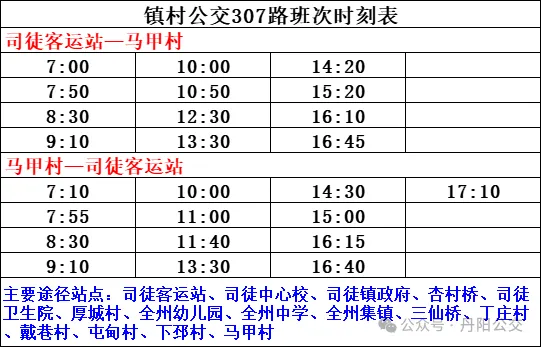 镇村公交307路班次时刻表
司徒客运站—马甲村
7:00 10:00 14:20
7:50 10:50 15:20
8:30 12:30 16:10
9:10 13:30 16:45
马甲村—司徒客运站
7:10 10:00 14:30 17:10
7:55 11:00 15:00
8:30 11:40 16:15
9:10 13:30 16:40
主要途径站点：司徒客运站、司徒中心校、司徒镇政府、杏村桥、司徒
卫生院、厚城村、全州幼儿园、全州中学、全州集镇、三仙桥、丁庄村
、戴巷村、屯甸村、下邳村、马甲村
公众号·丹阳公交